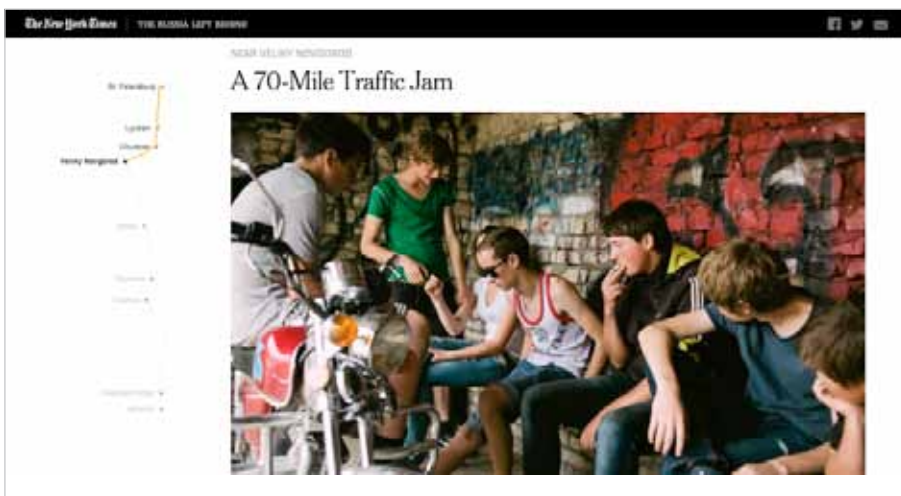 The New York Times
THE RUSSIA LEFT BEHIND
NEAR VELIKY NOVGOROD
A 70-Mile Traffic Jam
St. Petersburg
Lyuban
Chudovo
Veliky Novgorod